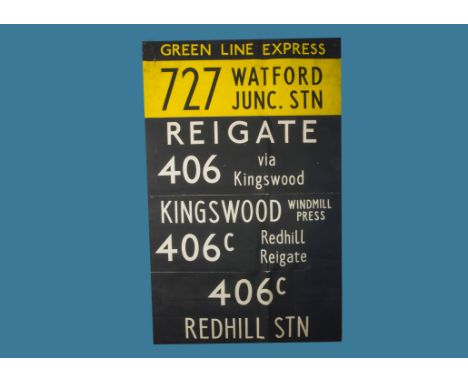 GREEN LINE EXPRESS
727 WATFORD
JUNC. STN
REIGATE
406 via
Kingswood
KINGSWOOD WINDMILL
PRESS
406C Redhill
Reigate
406C
REDHILL STN